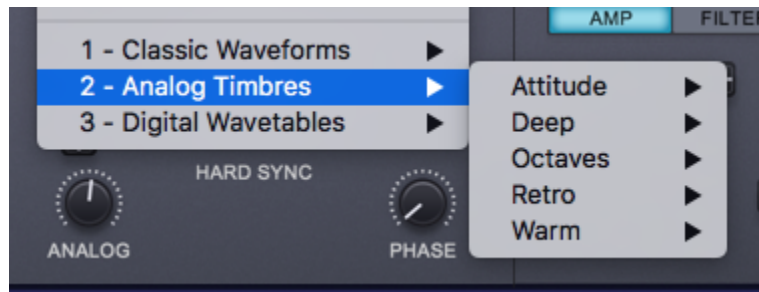 AMP
FILTE
1 - Classic Waveforms
2 - Analog Timbres
3 - Digital Wavetables
Attitude
Deep
Octaves
Retro
Warm
HARD SYNC
ANALOG
PHASE